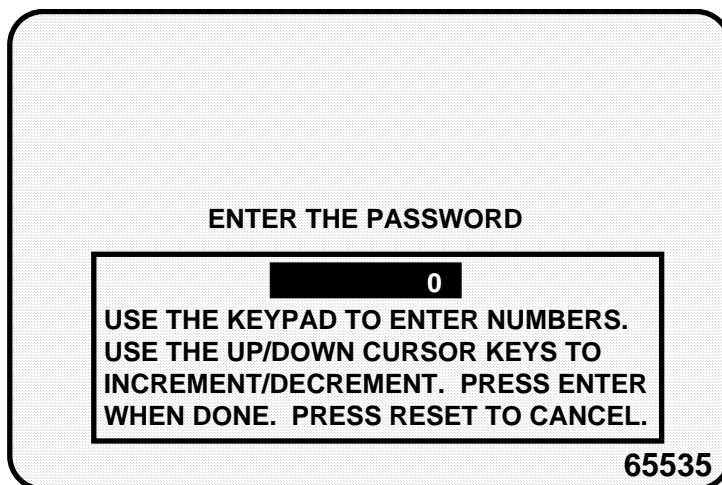 ENTER THE PASSWORD
0
USE THE KEYPAD TO ENTER NUMBERS.
USE THE UP/DOWN CURSOR KEYS TO
INCREMENT/DECREMENT.  PRESS ENTER
WHEN DONE.  PRESS RESET TO CANCEL.
65535